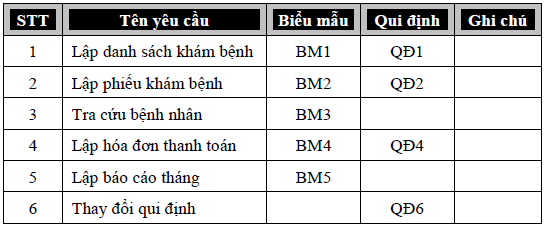 STT Tên yêu cầu Biểu mẫu Qui định Ghi chú
1 Lập danh sách khám bệnh BM1 QĐ1
2 Lập phiếu khám bệnh BM2 QĐ2
3 Tra cứu bệnh nhân BM3
4 Lập hóa đơn thanh toán BM4 QĐ4
5 Lập báo cáo tháng BM5
6 Thay đổi qui định QĐ6